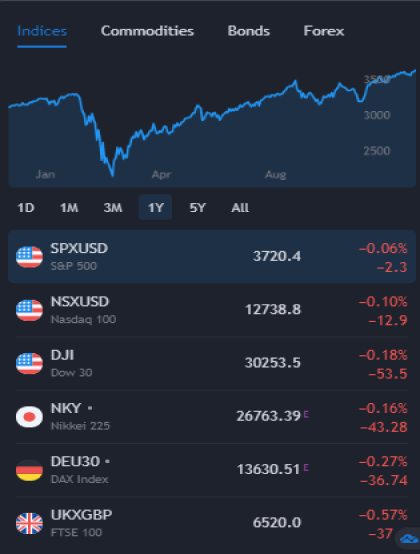 Indices Commodities Bonds Forex
3500
3000
2500
Jan Apr Aug
1D 1M 3M 1Y 5Y All
SPXUSD 3720.4 −0.06%
S&P 500 −2.3
NSXUSD 12738.8 −0.10%
Nasdaq 100 −12.9
DJI 30253.5 −0.18%
Dow 30 −53.5
NKY • 26763.39 E −0.16%
Nikkei 225 −43.28
DEU30 • 13630.51 E −0.27%
DAX Index −36.74
UKXGBP 6520.0 −0.57%
FTSE 100 −37